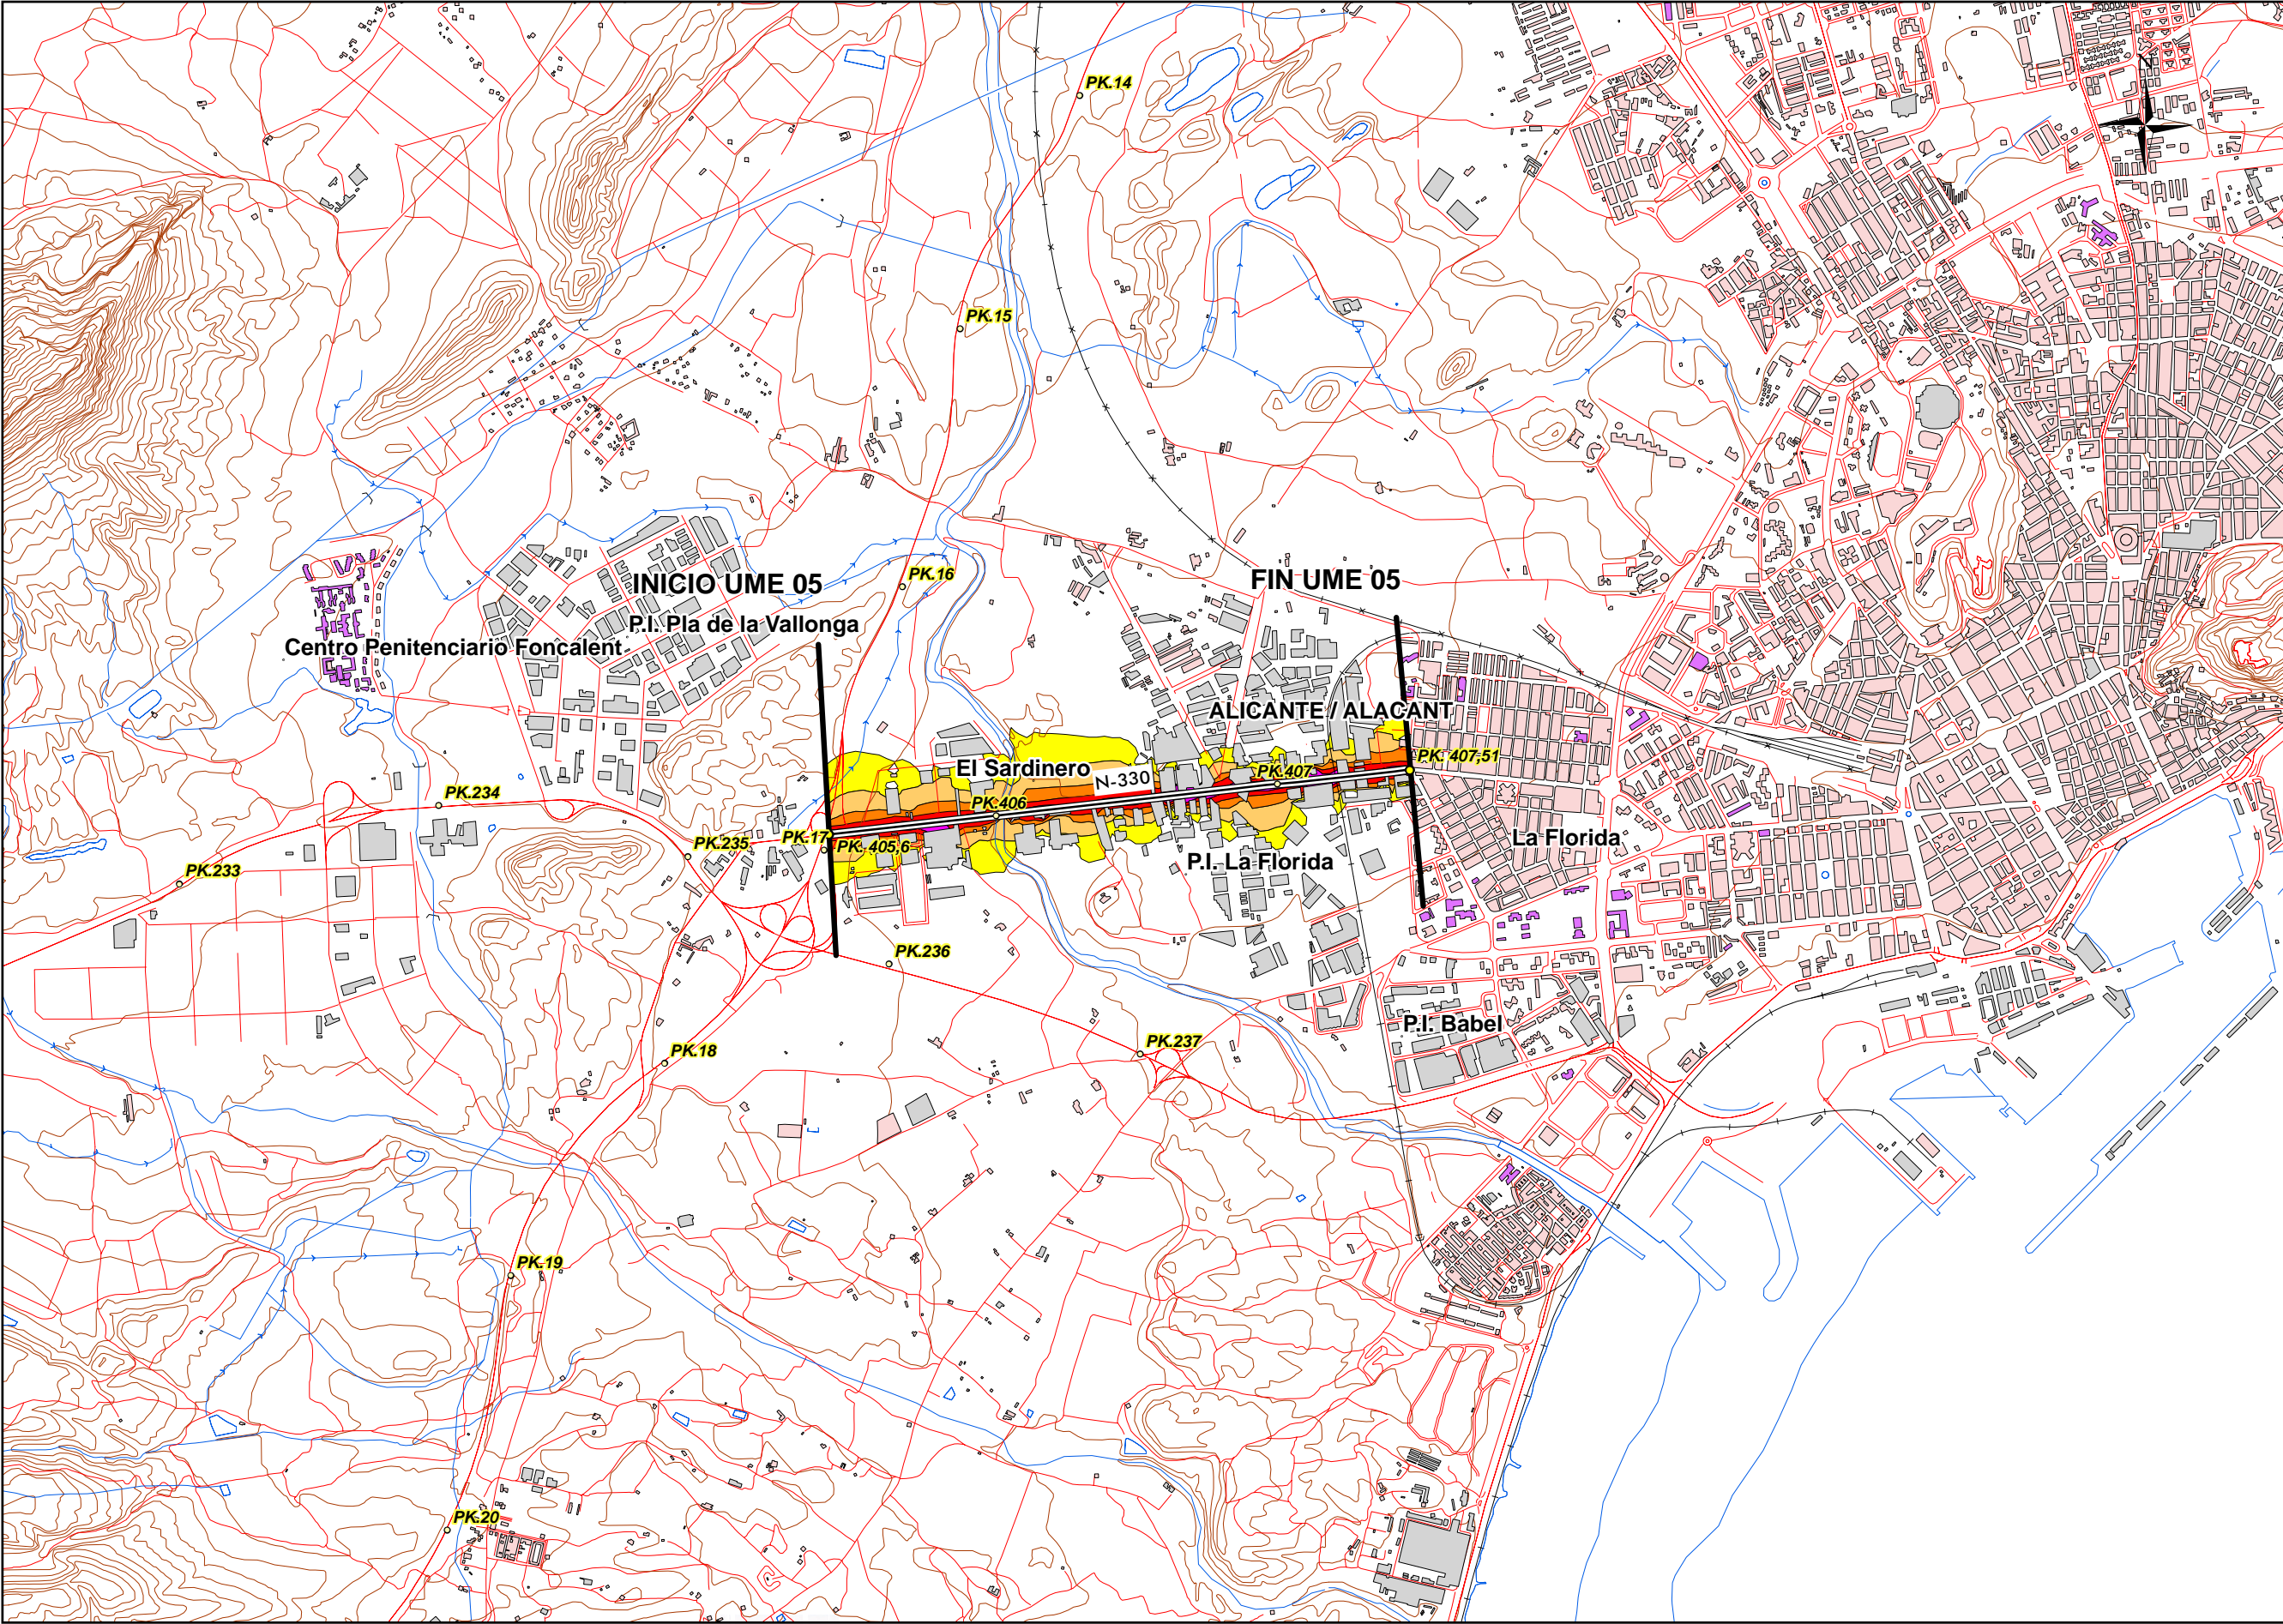 N
PK.14
PK.15
PK.16
INICIO UME 05
FIN UME 05
P.I. Pla de la Vallonga
Centro Penitenciario Foncalent
ALICANTE / ALACANT
PK. 407,51
El Sardinero
N-330
PK.407
PK.406
PK.234
PK.235
PK.17
PK. 405,6
La Florida
P.I. La Florida
PK.233
PK.236
P.I. Babel
PK.237
PK.18
PK.19
PK.20